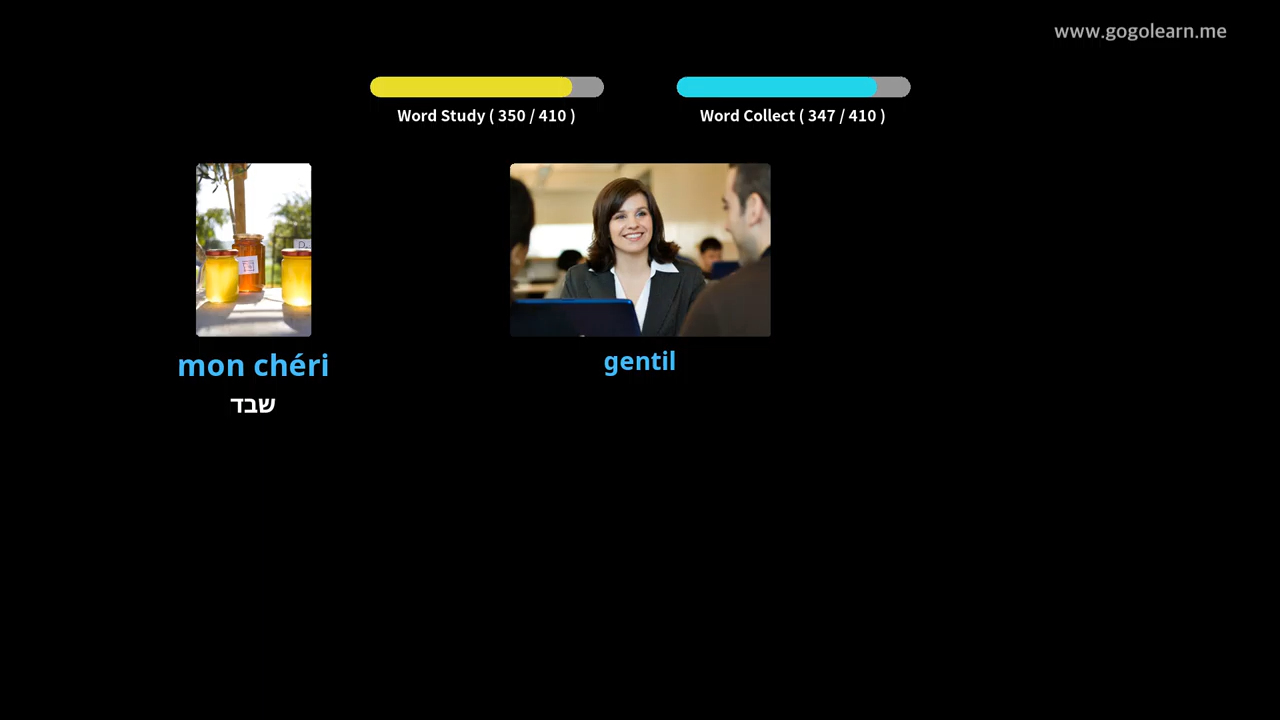 www.gogolearn.me
Word Study ( 350 / 410 )
Word Collect ( 347 / 410 )
mon chéri
gentil
שבד